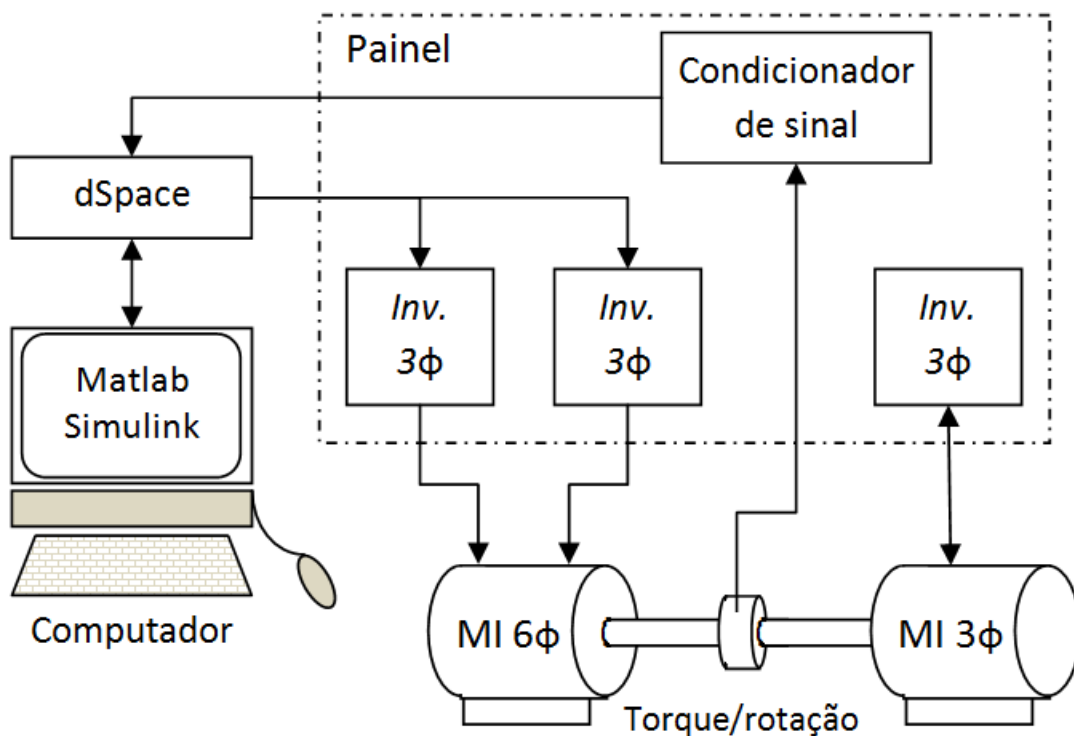 Painel
Condicionador
de sinal
dSpace
Inv.
3ϕ
Inv.
3ϕ
Inv.
3ϕ
Matlab
Simulink
Computador
MI 6ϕ
MI 3ϕ
Torque/rotação